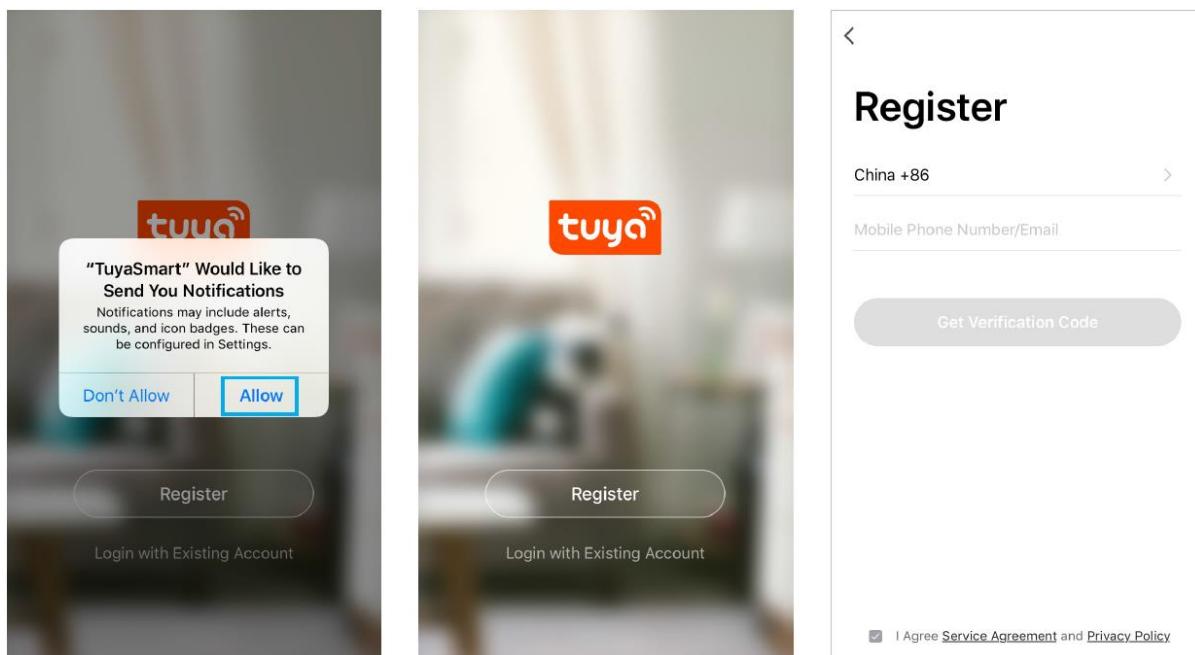 tuya
"TuyaSmart" Would Like to
Send You Notifications
Notifications may include alerts,
sounds, and icon badges. These can
be configured in Settings.
Don't Allow
Allow
Register
Login with Existing Account
tuya
Register
Login with Existing Account
Register
China +86
Mobile Phone Number/Email
Get Verification Code
I Agree Service Agreement and Privacy Policy